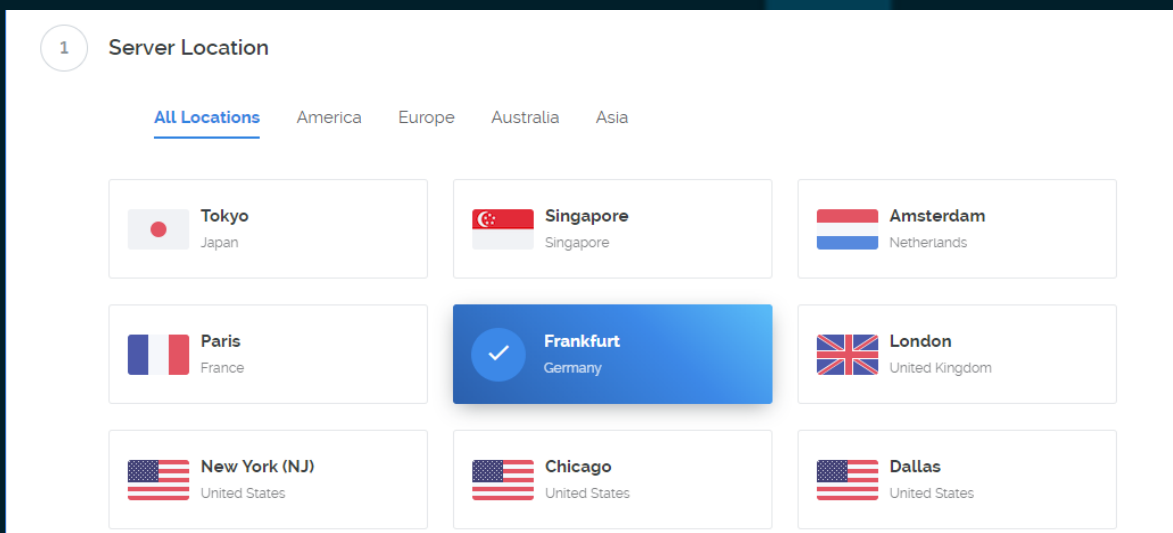 1 Server Location
All Locations America Europe Australia Asia
Tokyo
Japan
Singapore
Singapore
Amsterdam
Netherlands
Paris
France
Frankfurt
Germany
London
United Kingdom
New York (NJ)
United States
Chicago
United States
Dallas
United States